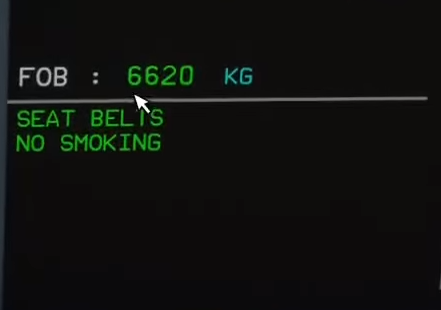 FOB : 6620 KG
SEAT BELTS
NO SMOKING